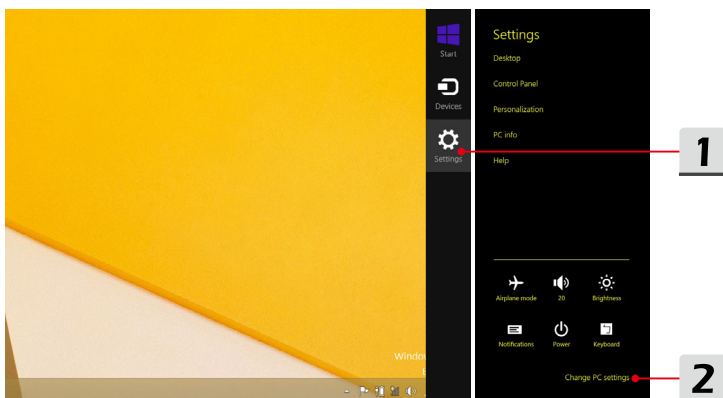 Start
Devices
Settings
Settings
Desktop
Control Panel
Personalization
PC info
Help
Airplane mode
20
Brightness
Notifications
Power
Keyboard
Change PC settings
1
2